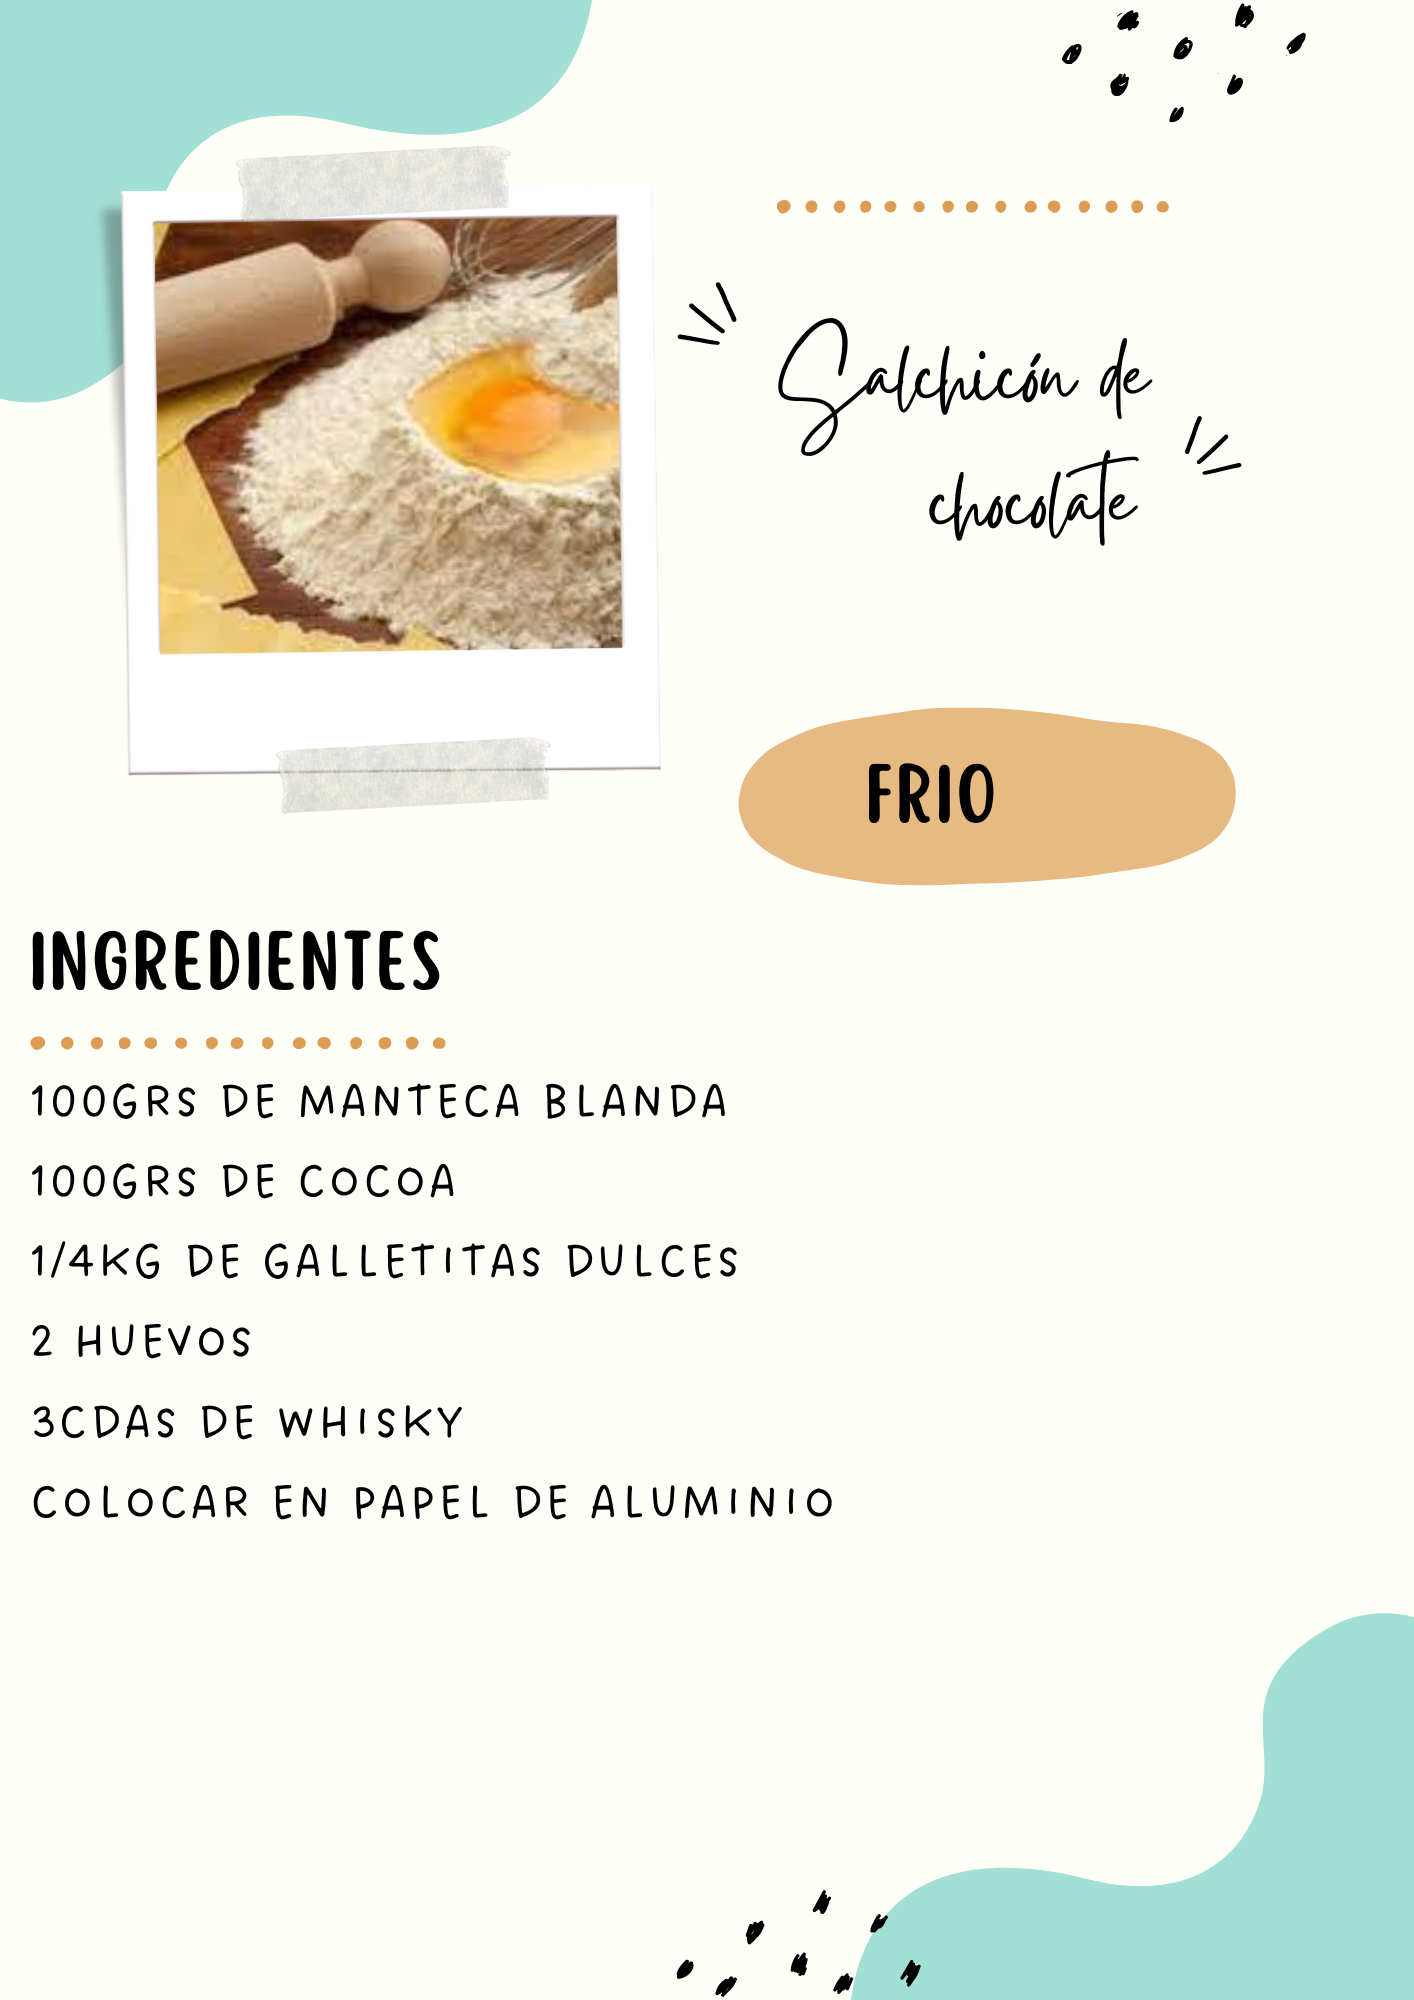 Salchicón de
chocolate
FRIO
INGREDIENTES
100GRS DE MANTECA BLANDA
100GRS DE COCOA
1/4KG DE GALLETITAS DULCES
2 HUEVOS
3CDAS DE WHISKY
COLOCAR EN PAPEL DE ALUMINIO